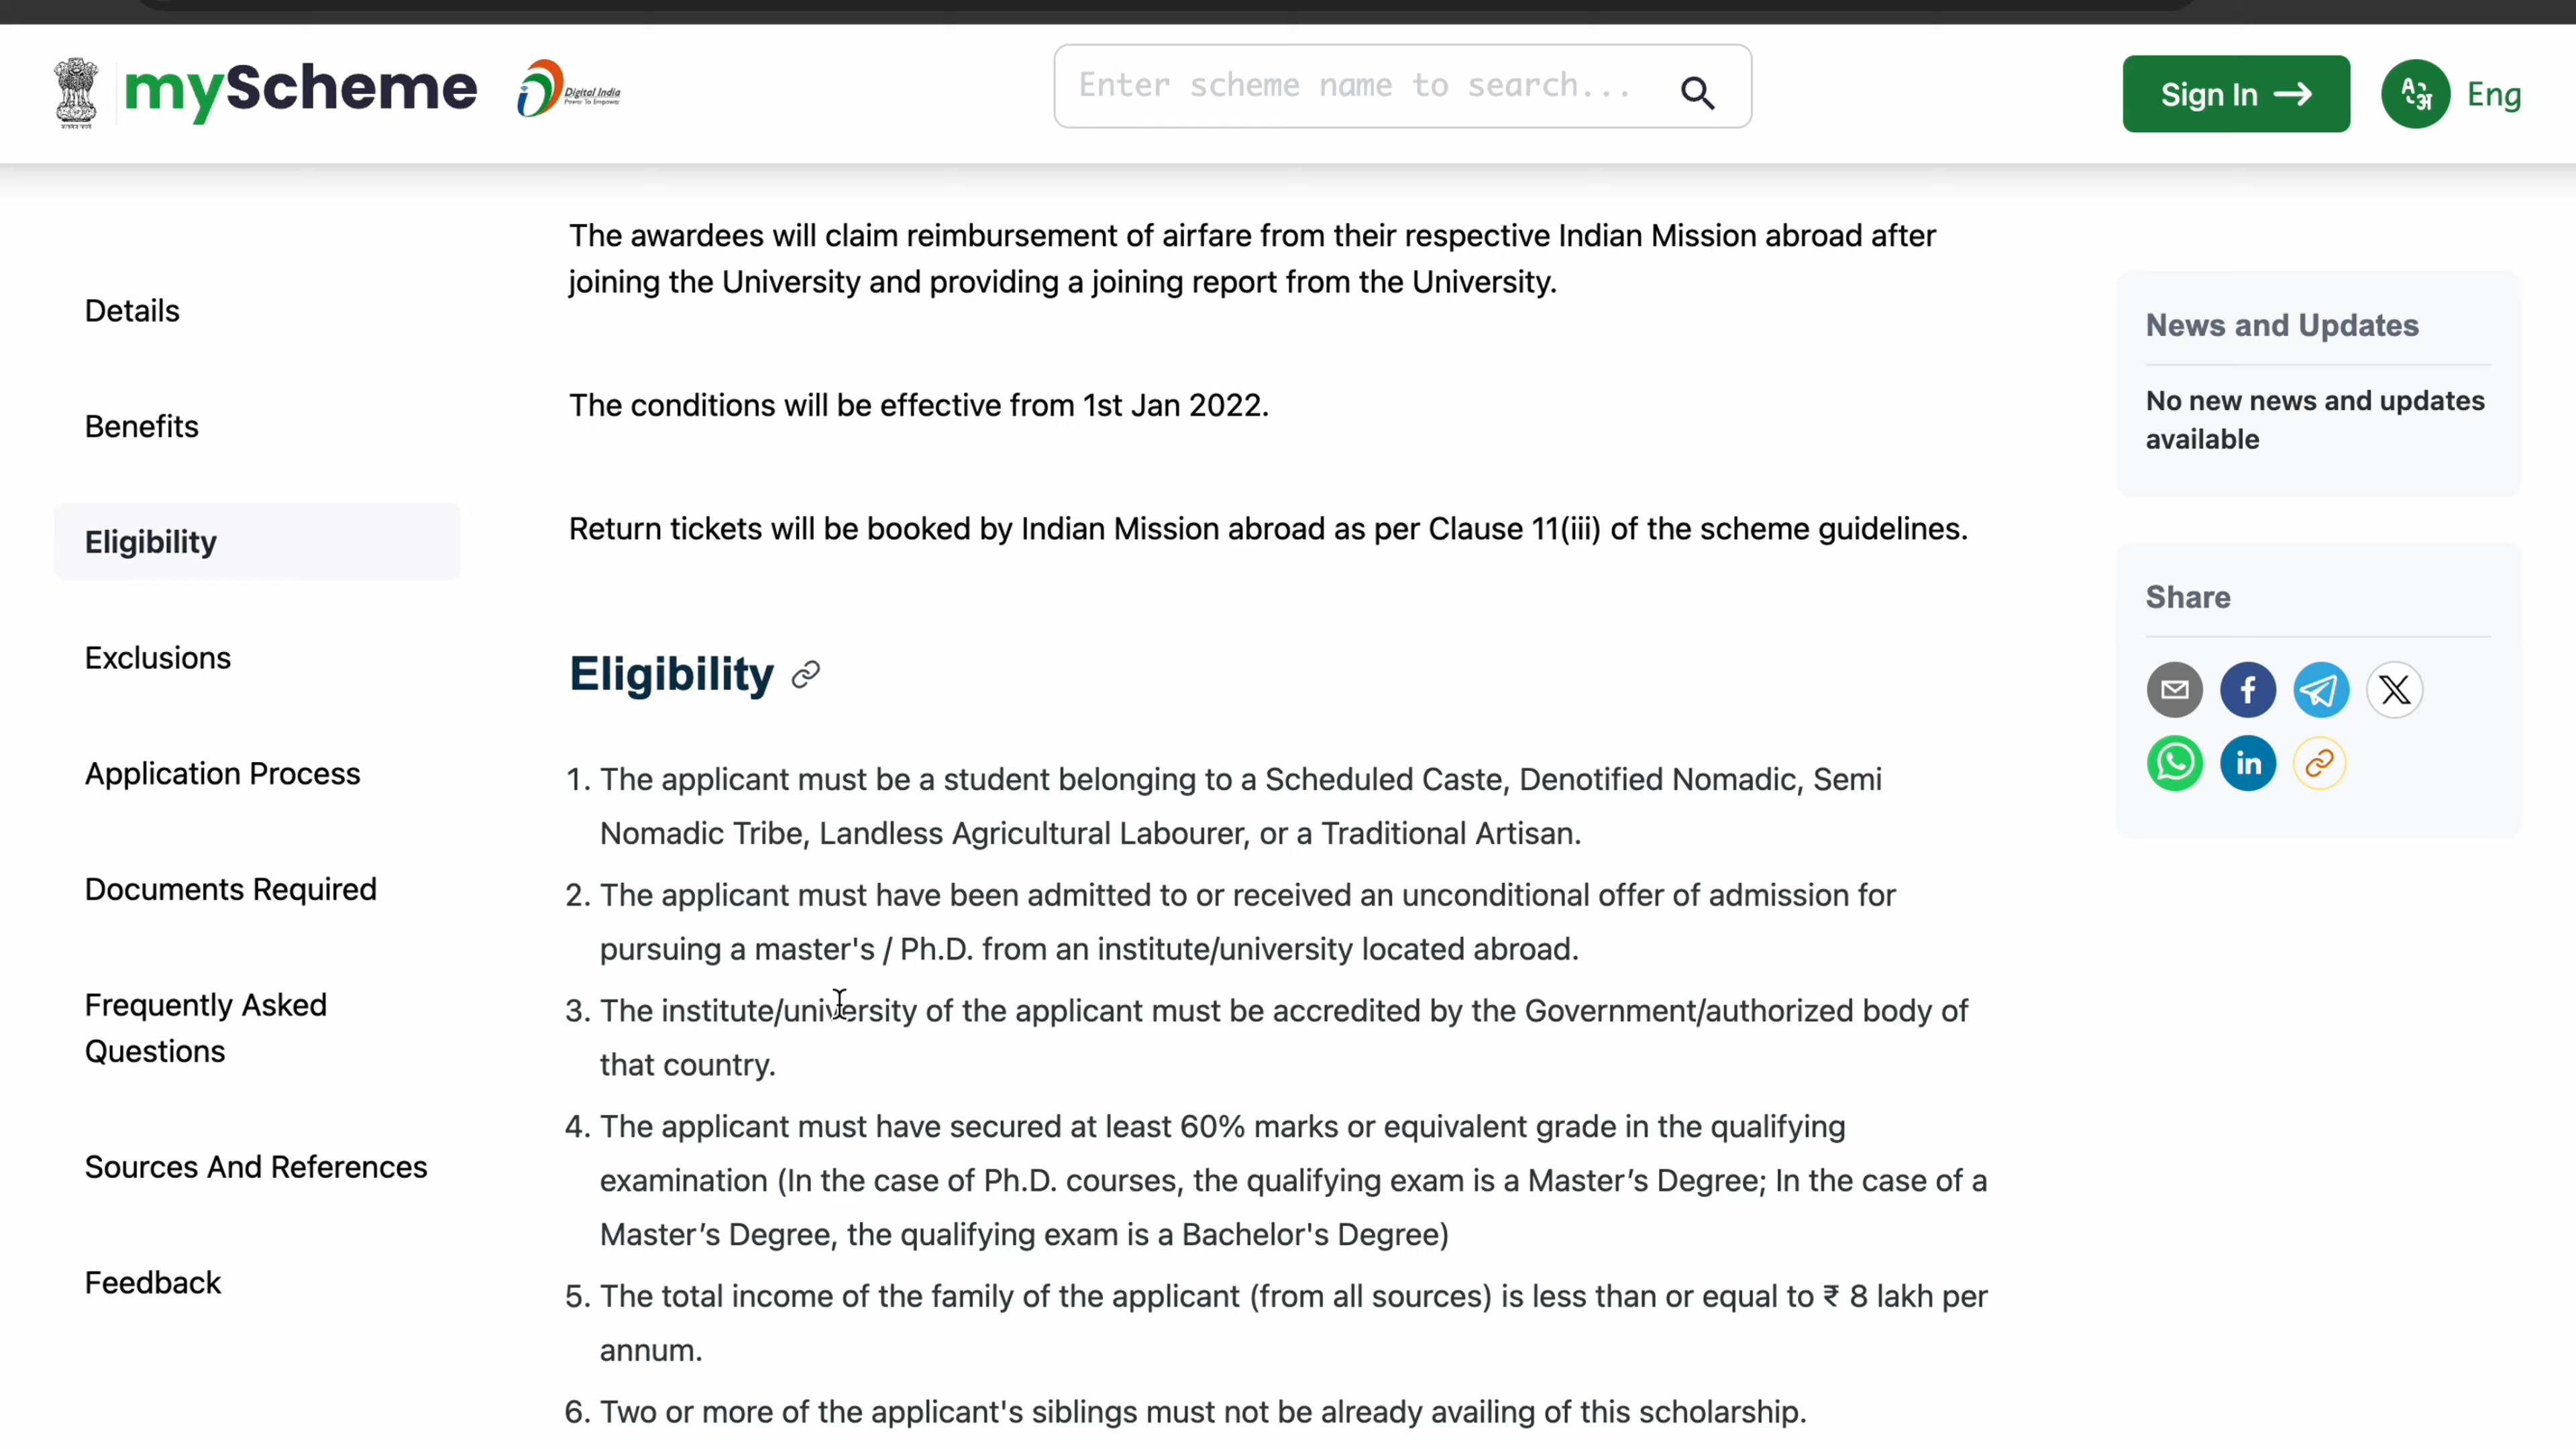 myScheme
Digital India
Power To Empower
Enter scheme name to search...
Sign In
Eng
Details
Benefits
Eligibility
Exclusions
Application Process
Documents Required
Frequently Asked
Questions
Sources And References
Feedback
The awardees will claim reimbursement of airfare from their respective Indian Mission abroad after
joining the University and providing a joining report from the University.
The conditions will be effective from 1st Jan 2022.
Return tickets will be booked by Indian Mission abroad as per Clause 11(iii) of the scheme guidelines.
Eligibility
1. The applicant must be a student belonging to a Scheduled Caste, Denotified Nomadic, Semi
Nomadic Tribe, Landless Agricultural Labourer, or a Traditional Artisan.
2. The applicant must have been admitted to or received an unconditional offer of admission for
pursuing a master's / Ph.D. from an institute/university located abroad.
3. The institute/university of the applicant must be accredited by the Government/authorized body of
that country.
4. The applicant must have secured at least 60% marks or equivalent grade in the qualifying
examination (In the case of Ph.D. courses, the qualifying exam is a Master’s Degree; In the case of a
Master’s Degree, the qualifying exam is a Bachelor's Degree)
5. The total income of the family of the applicant (from all sources) is less than or equal to ₹ 8 lakh per
annum.
6. Two or more of the applicant's siblings must not be already availing of this scholarship.
News and Updates
No new news and updates
available
Share